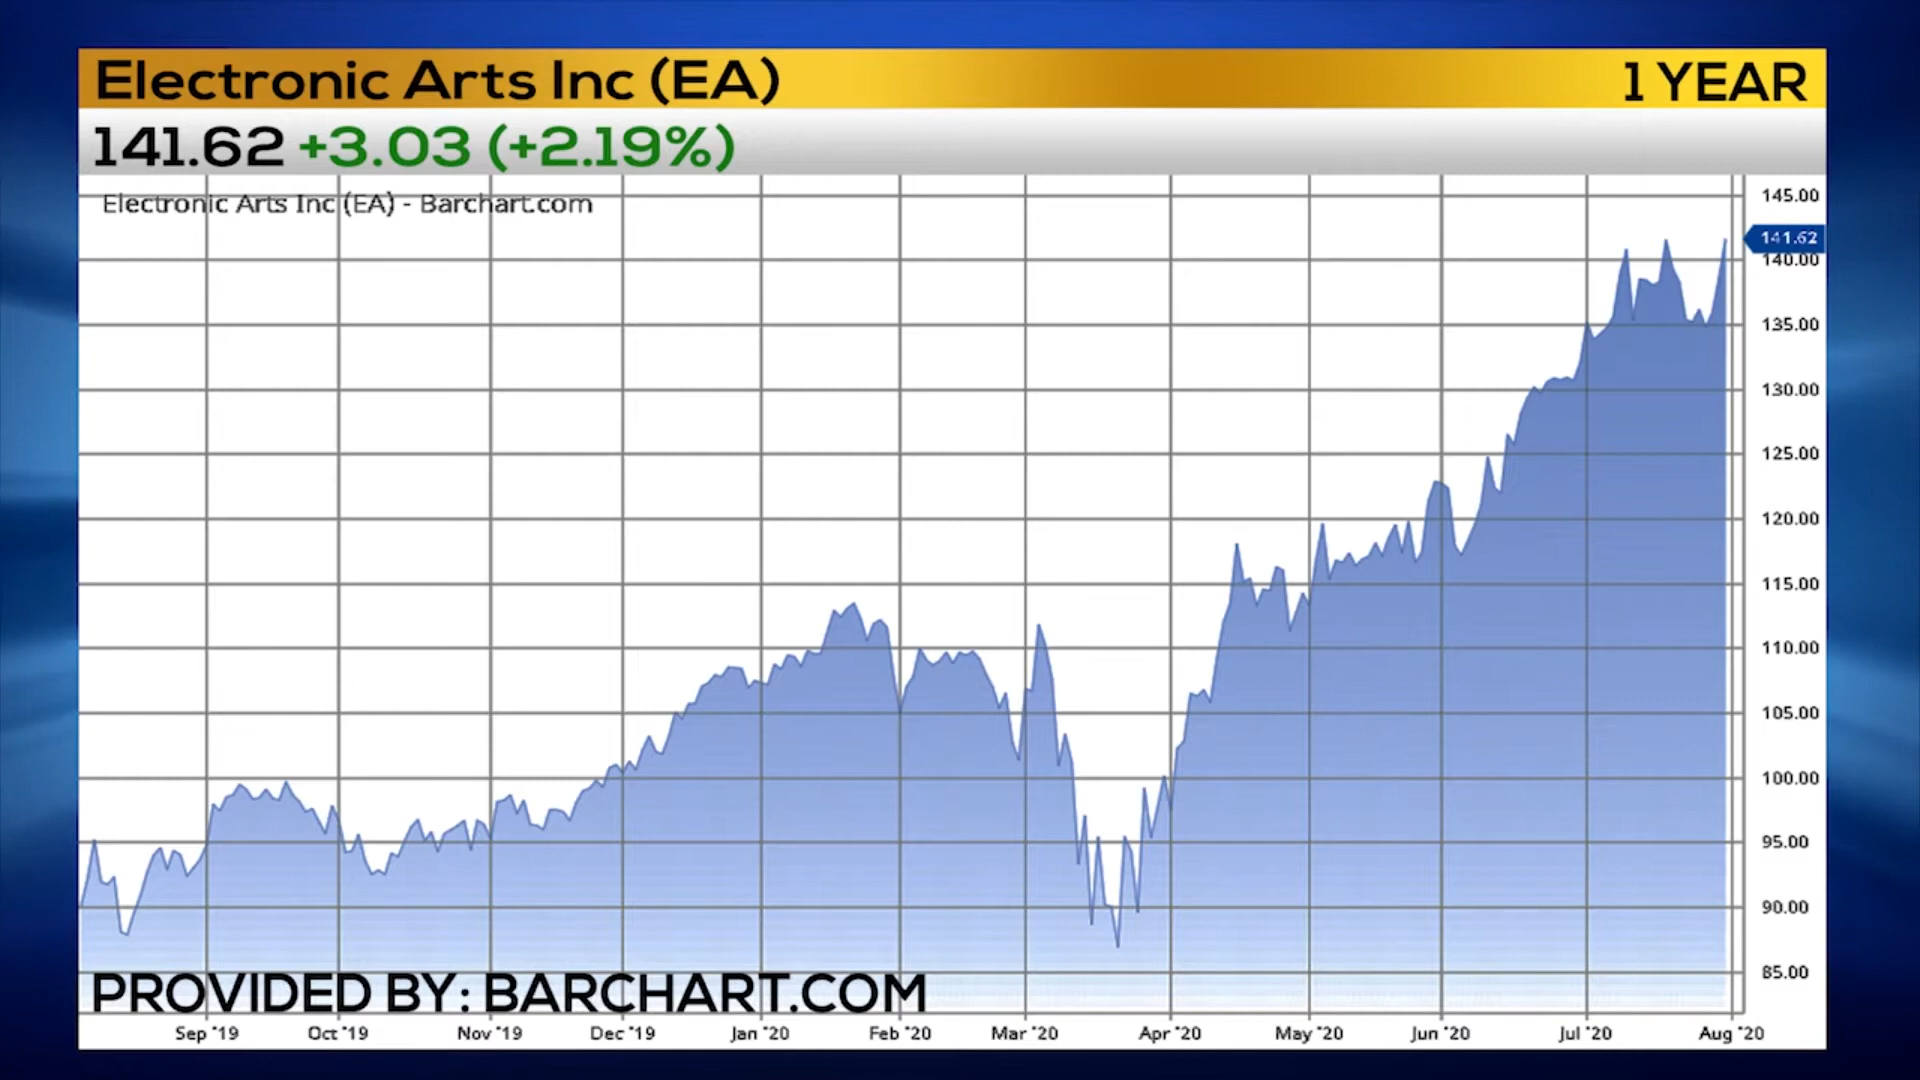 Electronic Arts Inc (EA) 1 YEAR
141.62 +3.03 (+2.19%)
Electronic Arts Inc (EA) - Barchart.com
145.00
141.62
140.00
135.00
130.00
125.00
120.00
115.00
110.00
105.00
100.00
95.00
90.00
85.00
PROVIDED BY: BARCHART.COM
Sep '19 Oct '19 Nov '19 Dec '19 Jan '20 Feb '20 Mar '20 Apr '20 May '20 Jun '20 Jul '20 Aug '20